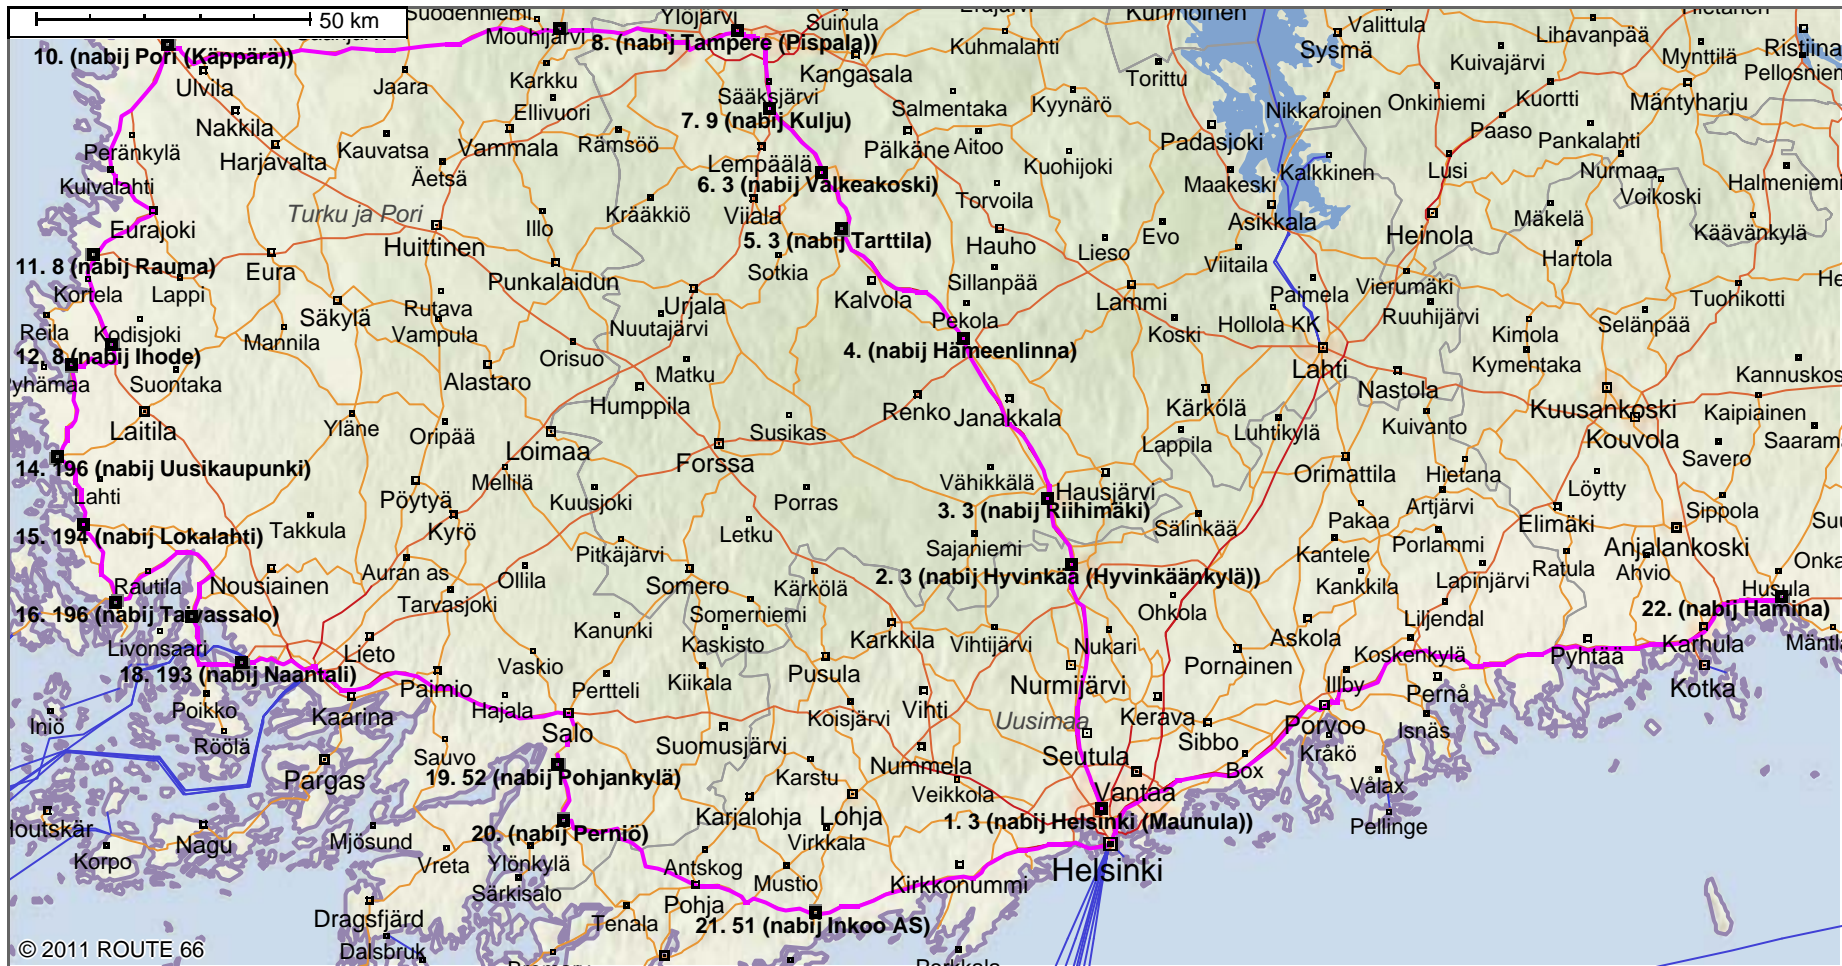 50 km
Suodenniemi
Mouhijärvi
Ylöjärvi
Suinula
Kuhmoinen
Valittula
Lihavanpää
Sysmä
Kuivajärvi
Mynttilä
Ristiina
Pellosniem
10. (nabij Pori (Käppärä))
8. (nabij Tampere (Pispala))
Kuhmalahti
Torittu
Ulvila
Jaara
Karkku
Ellivuori
Kangasala
Sääksjärvi
Salmentaka
Kyynärö
Nikkaroinen
Onkiniemi
Kuortti
Mäntyharju
Nakkila
7. 9 (nabij Kulju)
Paaso
Pankalahti
Peränkylä
Harjavalta
Kauvatsa
Vammala
Rämsöö
Lempäälä
Pälkäne
Aitoo
Kuohijoki
Padasjoki
Kuivalahti
Äetsä
6. 3 (nabij Valkeakoski)
Maakeski
Kalkkinen
Lusi
Nurmaa
Voikoski
Halmeniemi
Turku ja Pori
Krääkkiö
Viiala
Torvoila
Asikkala
Mäkelä
Eurajoki
Huittinen
Illo
5. 3 (nabij Tarttila)
Hauho
Lieso
Evo
Heinola
Käävänkylä
11. 8 (nabij Rauma)
Eura
Punkalaidun
Sotkia
Sillanpää
Viitaila
Hartola
Kortela
Lappi
Rutava
Urjala
Kalvola
Lammi
Paimela
Vierumäki
Tuohikotti
He
Reila
Kodisjoki
Säkylä
Vampula
Nuutajärvi
Pekola
Koski
Hollola KK
Ruuhijärvi
Kimola
Selänpää
12. 8 (nabij Ihode)
Mannila
Orisuo
4. (nabij Hämeenlinna)
Lahti
Kymentaka
yhämaa
Suontaka
Alastaro
Matku
Nastola
Kannuskos
Laitila
Yläne
Oripää
Humppila
Susikas
Renko
Janakkala
Kärkölä
Luhtikylä
Kuivanto
Kuusankoski
Kaipiainen
14. 196 (nabij Uusikaupunki)
Loimaa
Forssa
Lappila
Orimattila
Hietana
Kouvola
Savero
Saaram
Lahti
Pöytyä
Mellilä
Kuusjoki
Porras
Vähikkälä
Hausjärvi
Artjärvi
Löytty
Sippola
15. 194 (nabij Lokalahti)
Takkula
Kyrö
Letku
3. 3 (nabij Riihimäki)
Sälinkää
Pakaa
Elimäki
Suu
Pitkäjärvi
Sajaniemi
Kantele
Porlammi
Anjalankoski
Rautila
Nousiainen
Auran as
Ollila
Somero
Kärkölä
2. 3 (nabij Hyvinkää (Hyvinkäänkylä))
Kankkila
Lapinjärvi
Ratula
Ahvio
Onka
Husula
16. 196 (nabij Taivassalo)
Tarvasjoki
Somerniemi
Ohkola
Liljendal
22. (nabij Hamina)
Livonsaari
Lieto
Kanunki
Kaskisto
Karkkila
Vihtijärvi
Nukari
Askola
Koskenkylä
Pyhtää
Karhula
Mäntl
18. 193 (nabij Naantali)
Paimio
Vaskio
Pertteli
Kiikala
Pusula
Nurmijärvi
Pornainen
Illby
Pernå
Kotka
Iniö
Poikko
Kaarina
Hajala
Koisjärvi
Vihti
Uusimaa
Kerava
Porvoo
Isnäs
Röölä
Salo
Suomusjärvi
Seutula
Sibbo
Kråkö
Pargas
Sauvo
19. 52 (nabij Pohjankylä)
Karstu
Nummela
Veikkola
Vantaa
Box
Vålax
Houtskär
Nagu
Mjösund
20. (nabij Perniö)
Karjalohja
Lohja
1. 3 (nabij Helsinki (Maunula))
Pellinge
Korpo
Vreta
Ylönkylä
Antskog
Virkkala
Helsinki
Särkisalo
Mustio
Kirkkonummi
Dragsfjärd
Tenala
Pohja
21. 51 (nabij Inkoo AS)
Dalsbruk
© 2011 ROUTE 66